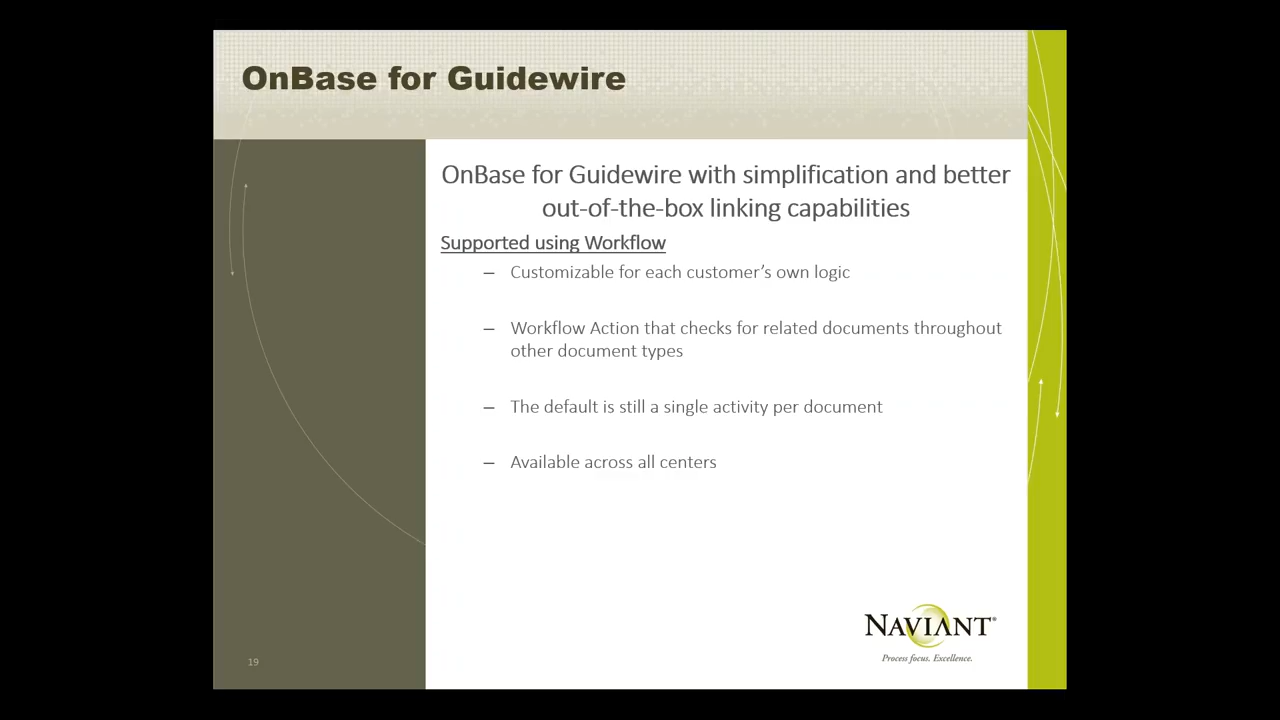 OnBase for Guidewire
OnBase for Guidewire with simplification and better
out-of-the-box linking capabilities
Supported using Workflow
– Customizable for each customer’s own logic
– Workflow Action that checks for related documents throughout
other document types
– The default is still a single activity per document
– Available across all centers
NAVIANT®
Process focus. Excellence.
19